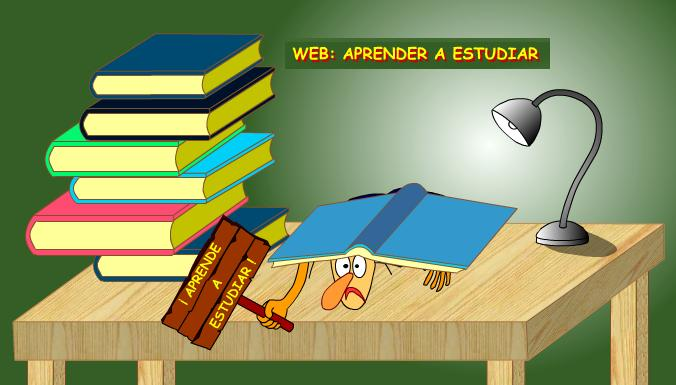 WEB: APRENDER A ESTUDIAR
¡ APRENDE
A
ESTUDIAR !